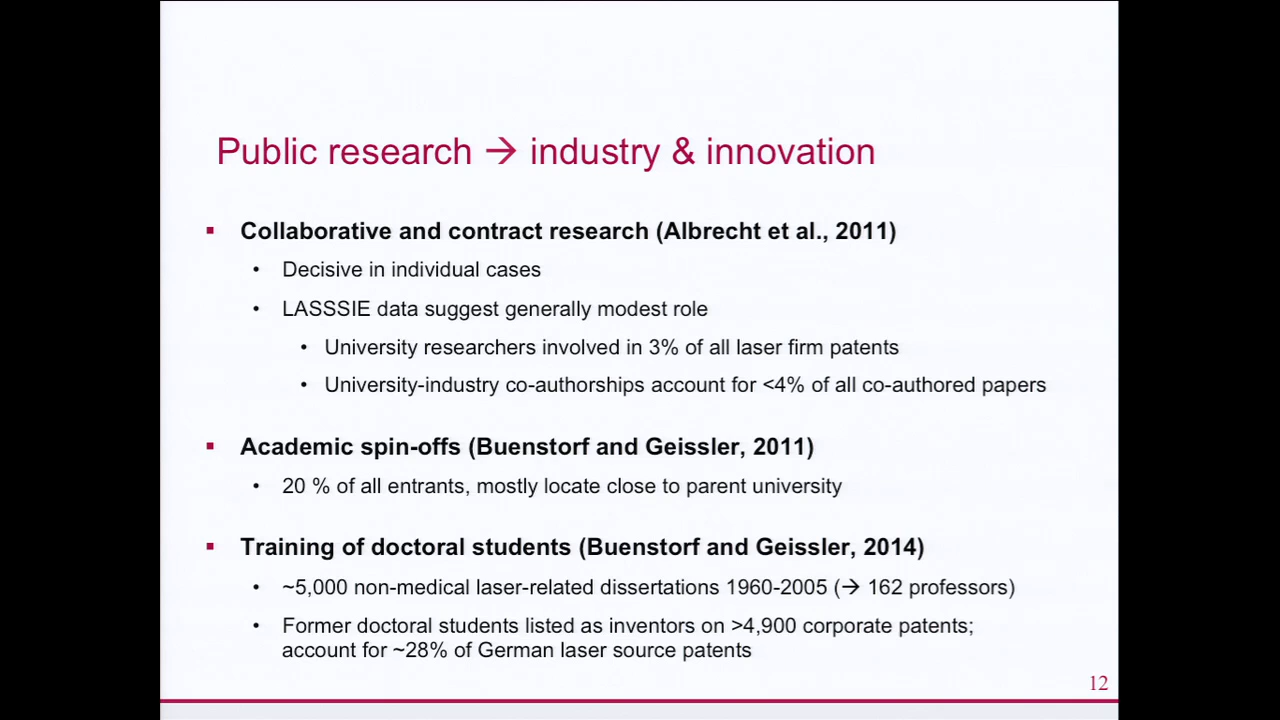 Public research → industry & innovation
▪ Collaborative and contract research (Albrecht et al., 2011)
• Decisive in individual cases
• LASSSIE data suggest generally modest role
• University researchers involved in 3% of all laser firm patents
• University-industry co-authorships account for <4% of all co-authored papers
▪ Academic spin-offs (Buenstorf and Geissler, 2011)
• 20 % of all entrants, mostly locate close to parent university
▪ Training of doctoral students (Buenstorf and Geissler, 2014)
• ~5,000 non-medical laser-related dissertations 1960-2005 (→ 162 professors)
• Former doctoral students listed as inventors on >4,900 corporate patents;
account for ~28% of German laser source patents
12